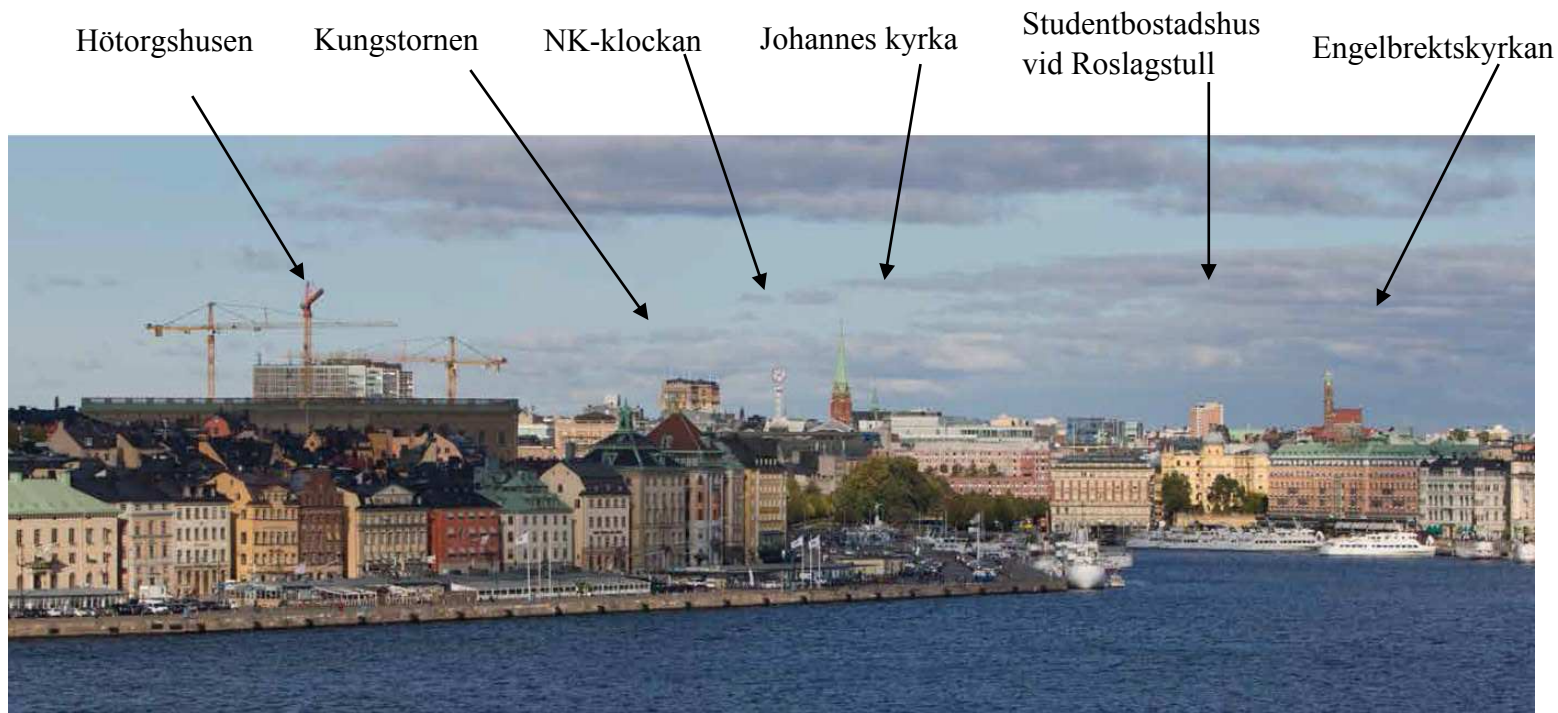 Hötorgshusen
Kungstornen
NK-klockan
Johannes kyrka
Studentbostadshus
vid Roslagstull
Engelbrektskyrkan